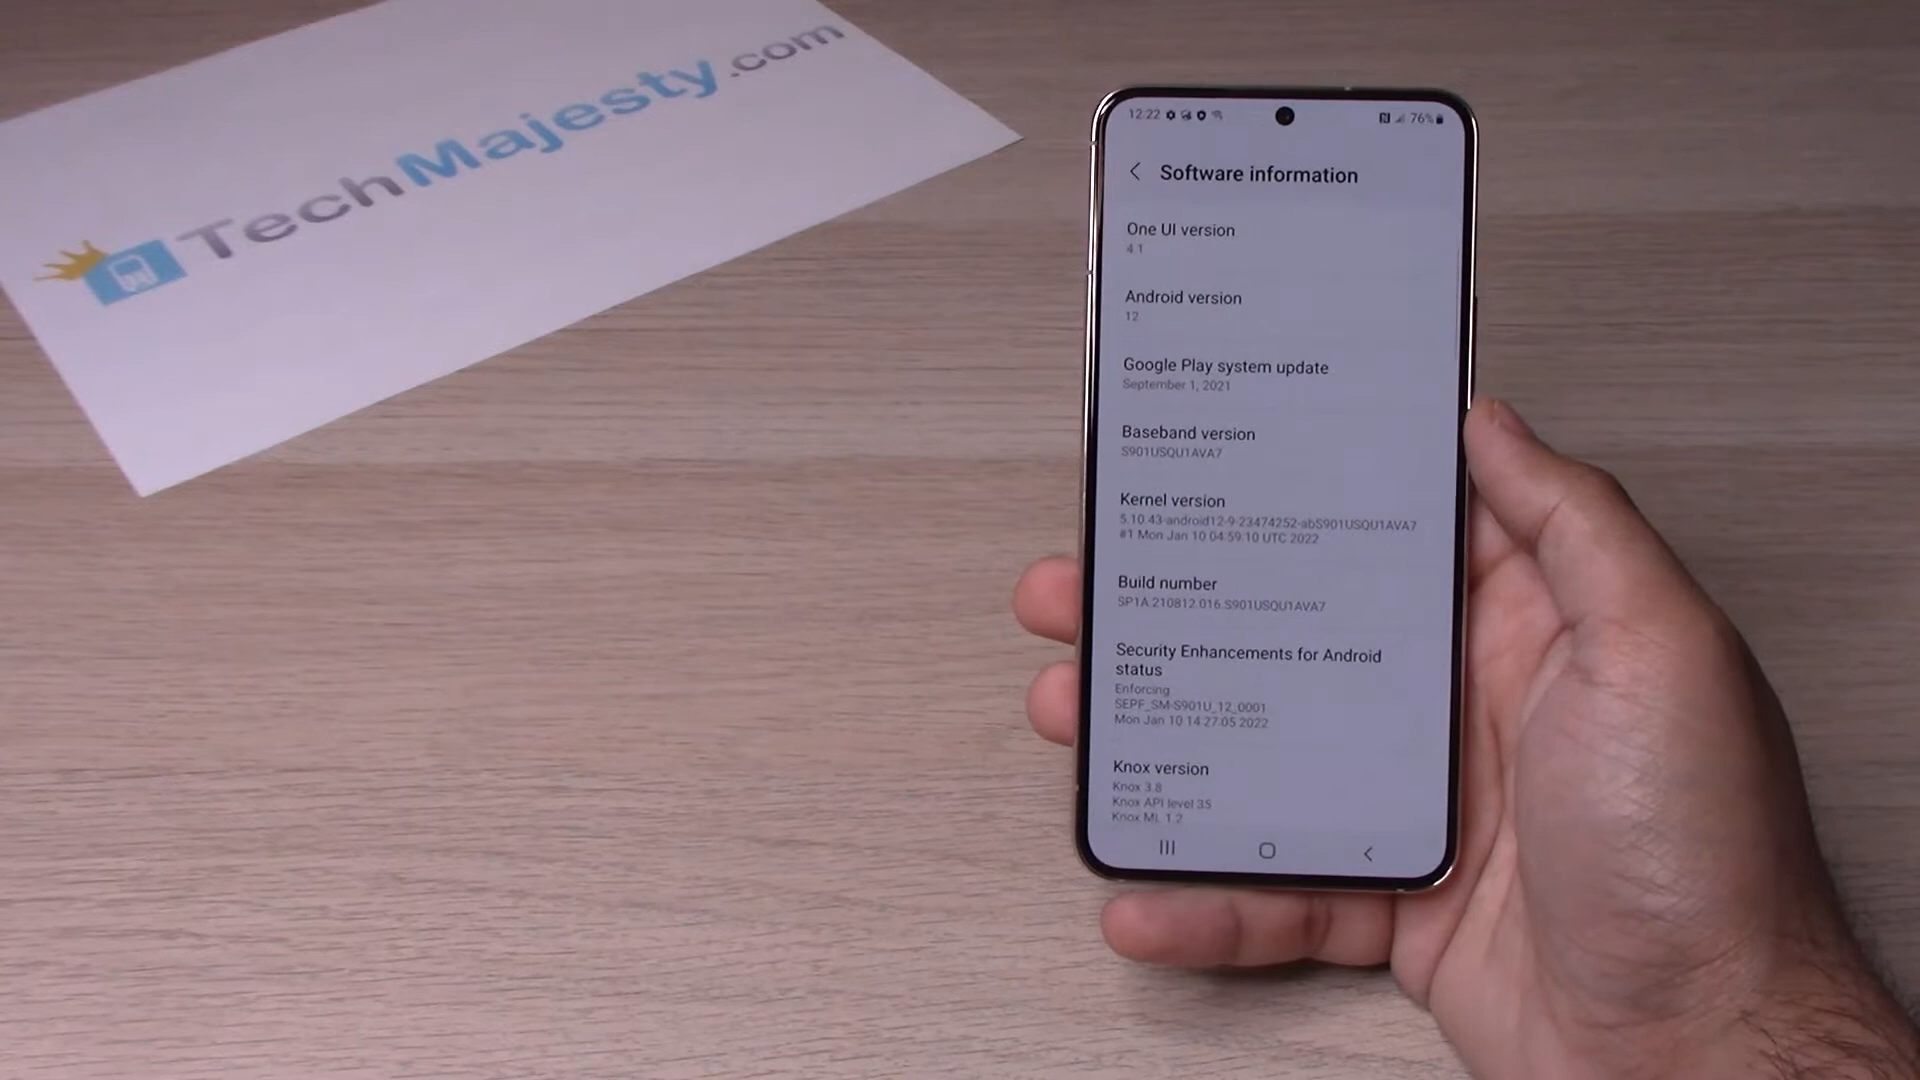 TechMajesty.com
12:22
76%
Software information
One UI version
4.1
Android version
12
Google Play system update
September 1, 2021
Baseband version
S901USQU1AVA7
Kernel version
5.10.43-android12-9-23474252-abS901USQU1AVA7
#1 Mon Jan 10 04:59:10 UTC 2022
Build number
SP1A.210812.016.S901USQU1AVA7
Security Enhancements for Android
status
Enforcing
SEPF_SM-S901U_12_0001
Mon Jan 10 14:27:05 2022
Knox version
Knox 3.8
Knox API level 35
Knox ML 1.2